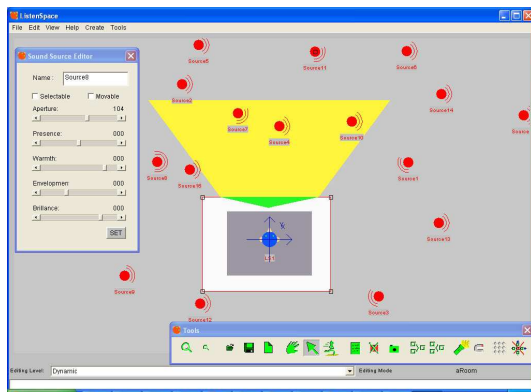 ListenSpace
File Edit View Help Create Tools
Sound Source Editor
Name: Source8
Selectable Movable
Aperture: 104
Presence: 000
Warmth: 000
Envelopmen 000
Brilliance: 000
SET
Source5
Source11
Source6
Source2
Source14
Source7
Source4
Source10
Source
Source8
Source16
Source1
LS1
Source13
Source9
Source12
Source3
Tools
Editing Level: Dynamic Editing Mode aRoom